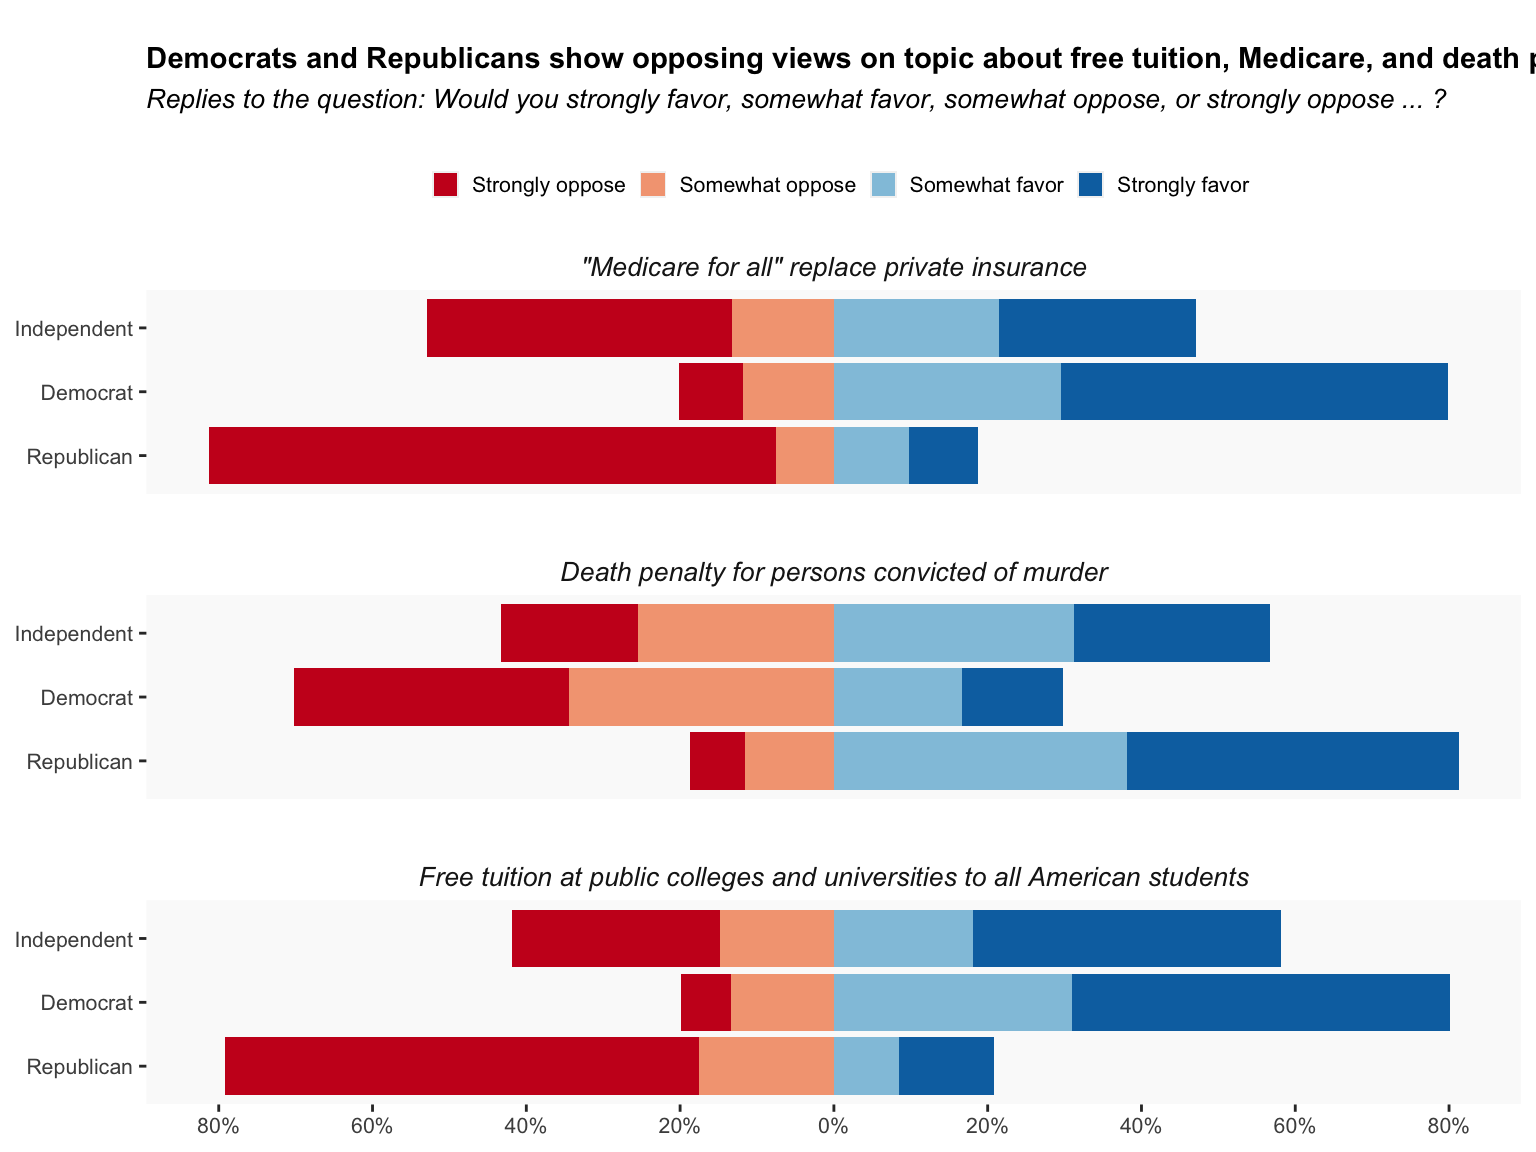 Democrats and Republicans show opposing views on topic about free tuition, Medicare, and death
Replies to the question: Would you strongly favor, somewhat favor, somewhat oppose, or strongly oppose ... ?
Strongly oppose Somewhat oppose Somewhat favor Strongly favor
"Medicare for all" replace private insurance
Independent
Democrat
Republican
Death penalty for persons convicted of murder
Independent
Democrat
Republican
Free tuition at public colleges and universities to all American students
Independent
Democrat
Republican
80% 60% 40% 20% 0% 20% 40% 60% 80%